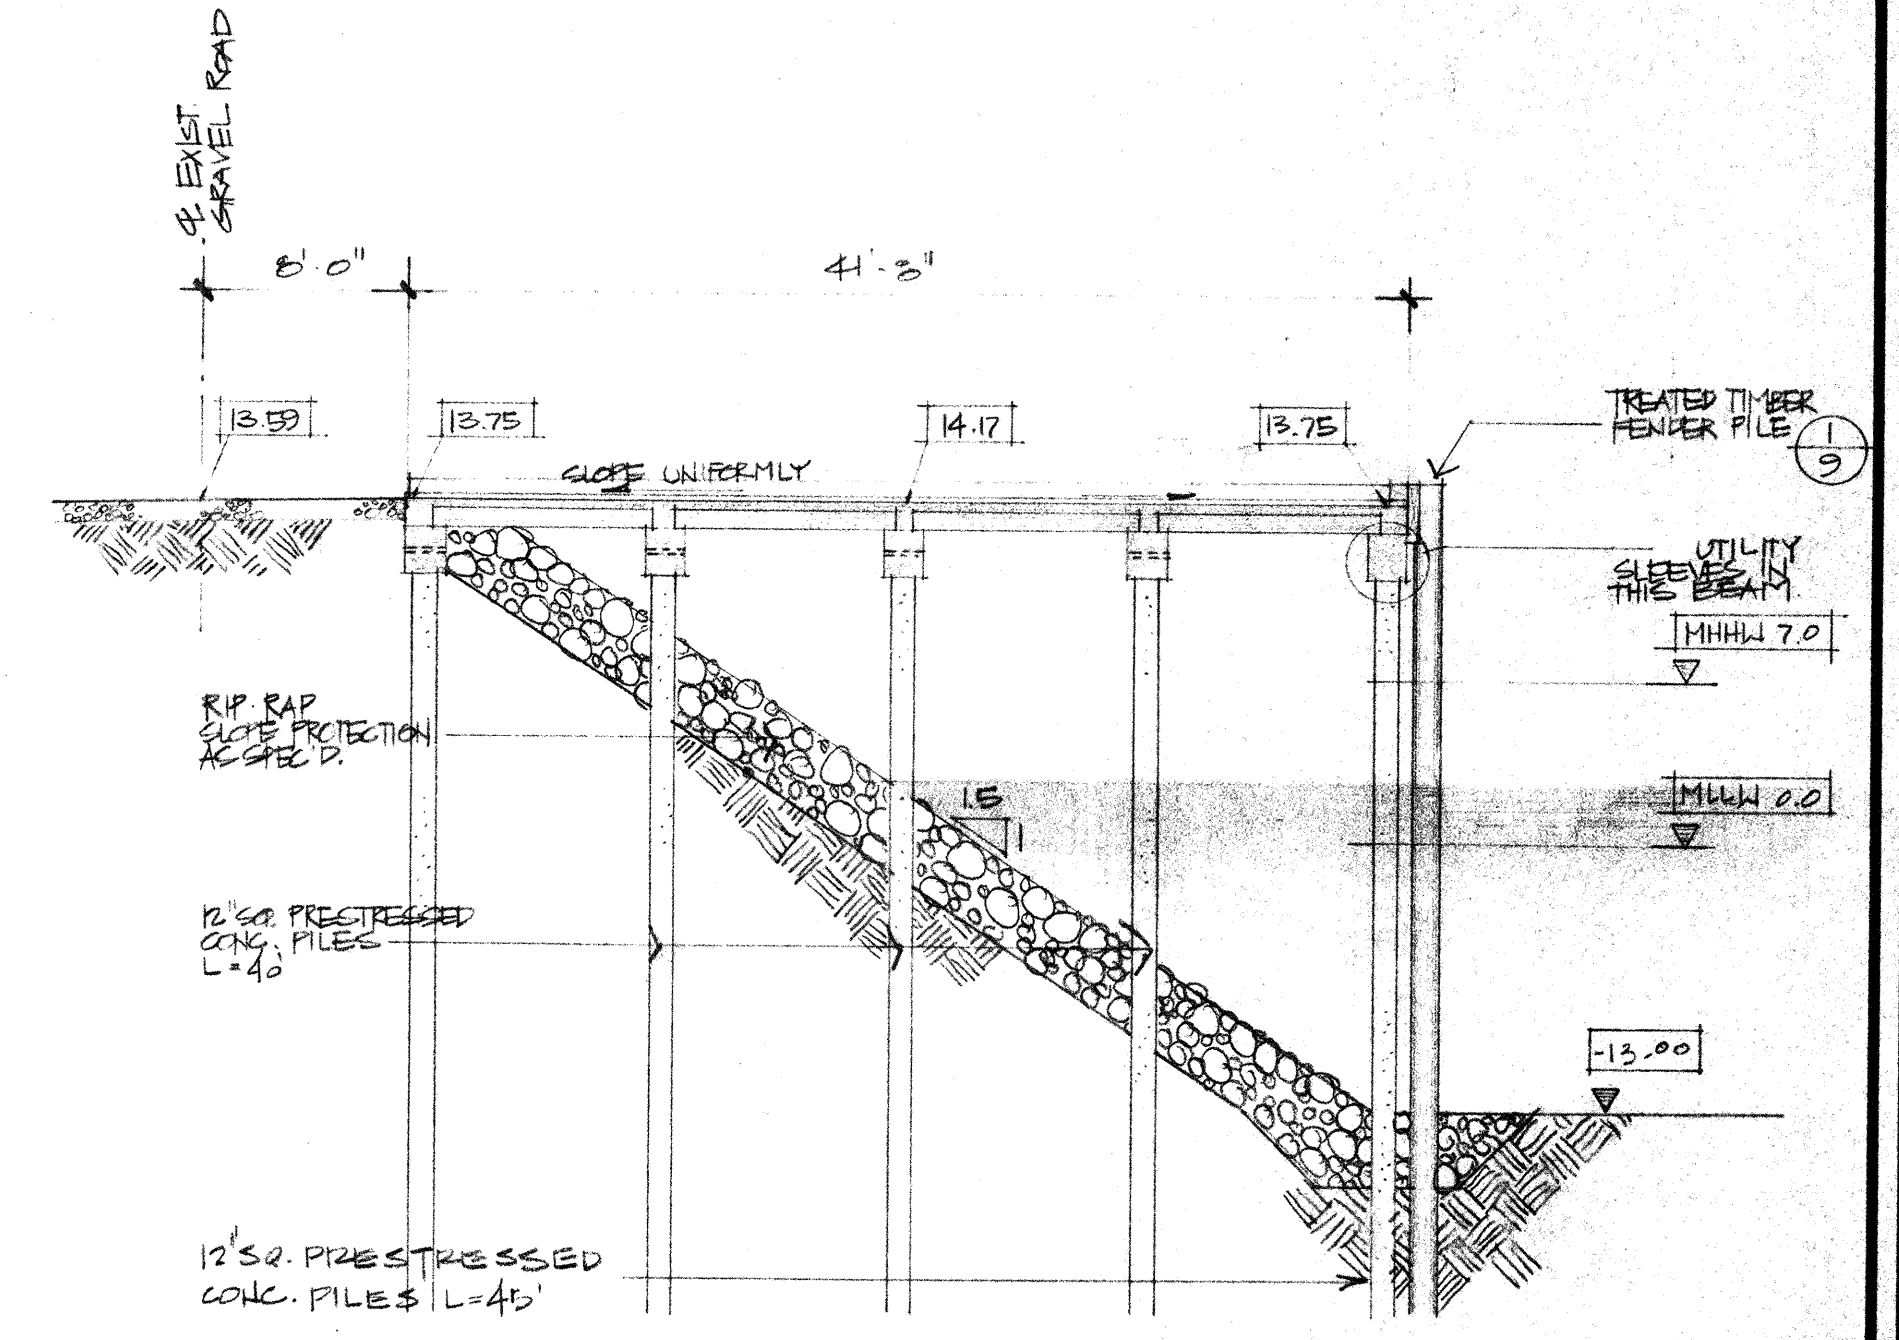 ℄ EXIST.
GRAVEL ROAD
8'-0"
41'-3"
13.59
13.75
14.17
13.75
SLOPE UNIFORMLY
TREATED TIMBER
FENDER PILE
1
9
UTILITY
SLEEVES IN
THIS BEAM.
MHHW 7.0
RIP-RAP
SLOPE PROTECTION
AS SPEC'D.
1.5
1
MLLW 0.0
12" SQ. PRESTRESSED
CONC. PILES
L=40'
-13.00
12" SQ. PRESTRESSED
CONC. PILES L=45'